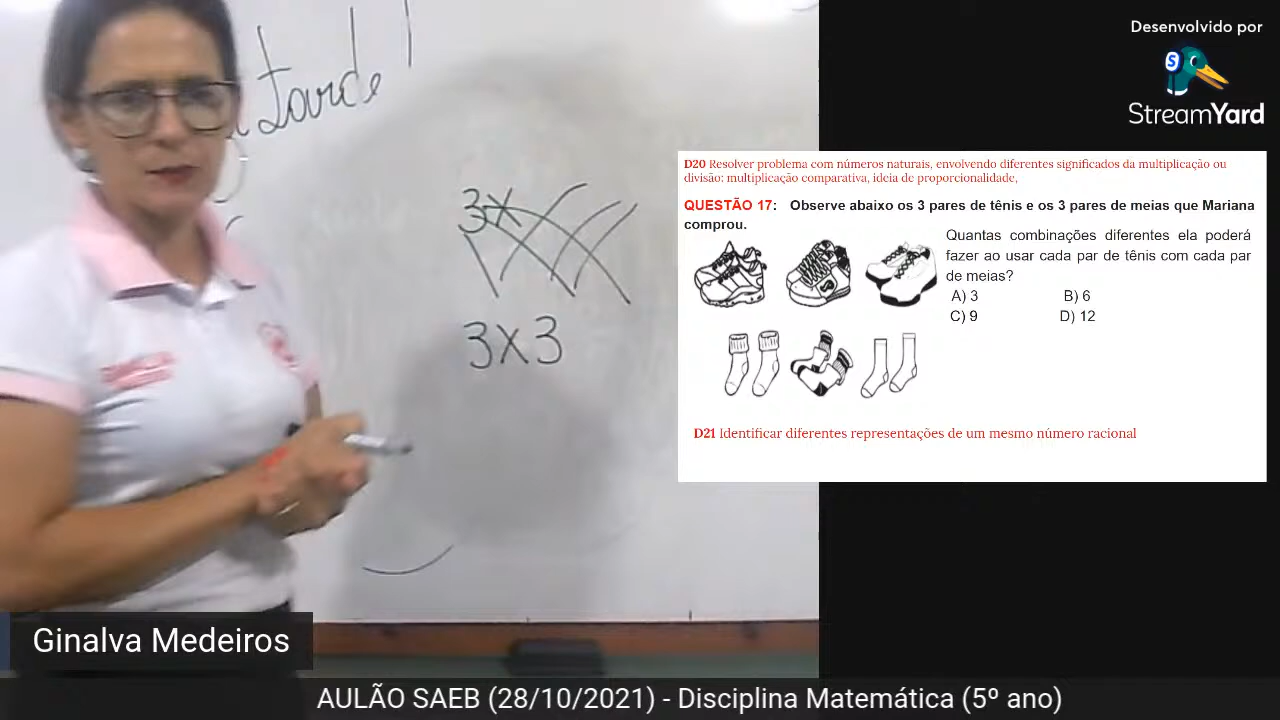 tarde!
3x
3x3
Desenvolvido por
S
StreamYard
D20 Resolver problema com números naturais, envolvendo diferentes significados da multiplicação ou
divisão: multiplicação comparativa, ideia de proporcionalidade,
QUESTÃO 17: Observe abaixo os 3 pares de tênis e os 3 pares de meias que Mariana
comprou.
Quantas combinações diferentes ela poderá
fazer ao usar cada par de tênis com cada par
de meias?
A) 3 B) 6
C) 9 D) 12
D21 Identificar diferentes representações de um mesmo número racional
Ginalva Medeiros
AULÃO SAEB (28/10/2021) - Disciplina Matemática (5º ano)